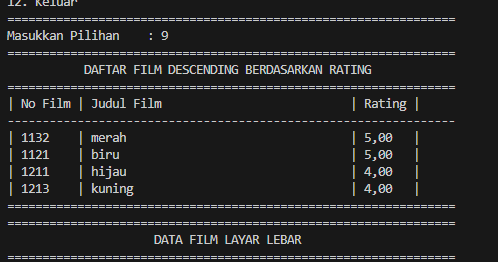 12. Keluar
================================================================
Masukkan Pilihan    : 9
================================================================
           DAFTAR FILM DESCENDING BERDASARKAN RATING
================================================================
| No Film | Judul Film                           | Rating |
----------------------------------------------------------------
| 1132    | merah                                | 5,00   |
| 1121    | biru                                 | 5,00   |
| 1211    | hijau                                | 4,00   |
| 1213    | kuning                               | 4,00   |
================================================================
================================================================
                     DATA FILM LAYAR LEBAR
================================================================